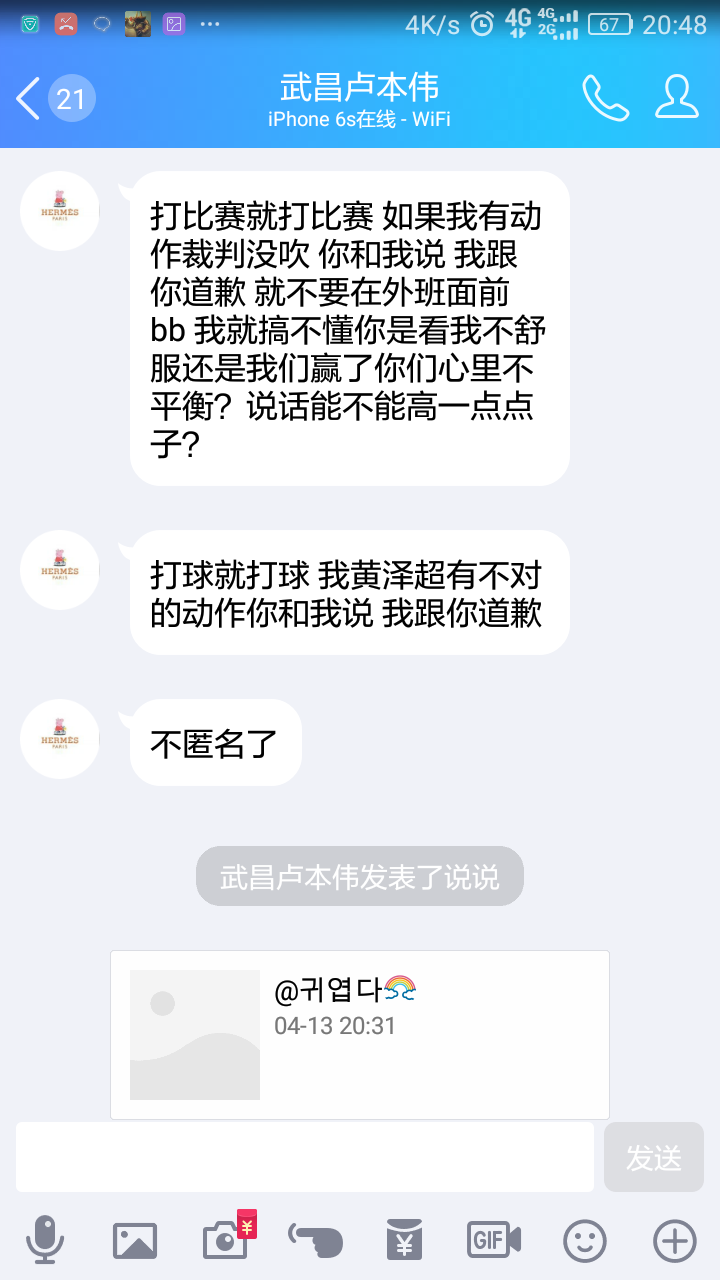 4K/s 4G 4G 2G 67 20:48
21
武昌卢本伟
iPhone 6s在线 - WiFi
HERMÈS
PARIS
打比赛就打比赛 如果我有动
作裁判没吹 你和我说 我跟
你道歉 就不要在外班面前
bb 我就搞不懂你是看我不舒
服还是我们赢了你们心里不
平衡？说话能不能高一点点
子？
HERMÈS
PARIS
打球就打球 我黄泽超有不对
的动作你和我说 我跟你道歉
HERMÈS
PARIS
不匿名了
武昌卢本伟发表了说说
@귀엽다
04-13 20:31
发送
¥
¥
GIF